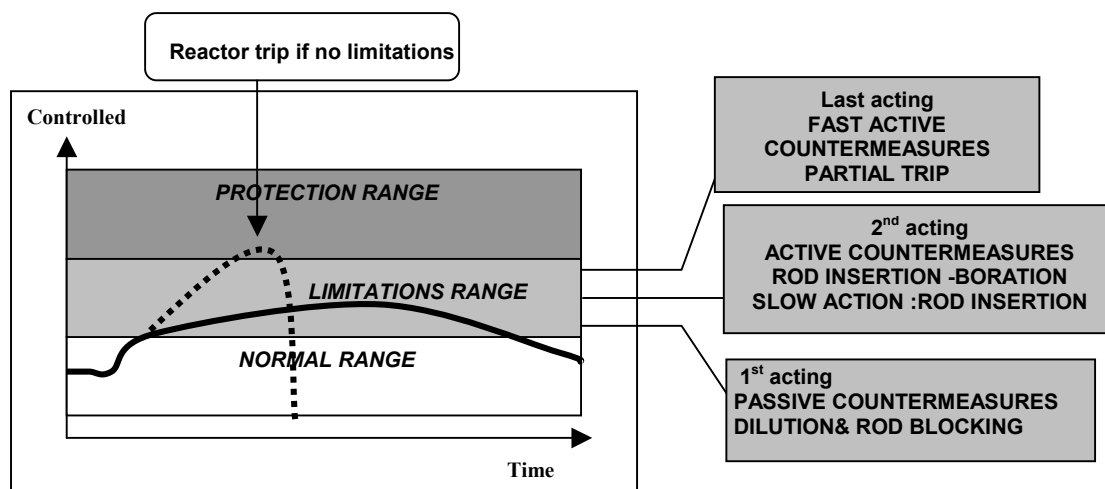 Reactor trip if no limitations
Controlled
PROTECTION RANGE
LIMITATIONS RANGE
NORMAL RANGE
Time
Last acting
FAST ACTIVE
COUNTERMEASURES
PARTIAL TRIP
2nd acting
ACTIVE COUNTERMEASURES
ROD INSERTION -BORATION
SLOW ACTION :ROD INSERTION
1st acting
PASSIVE COUNTERMEASURES
DILUTION& ROD BLOCKING